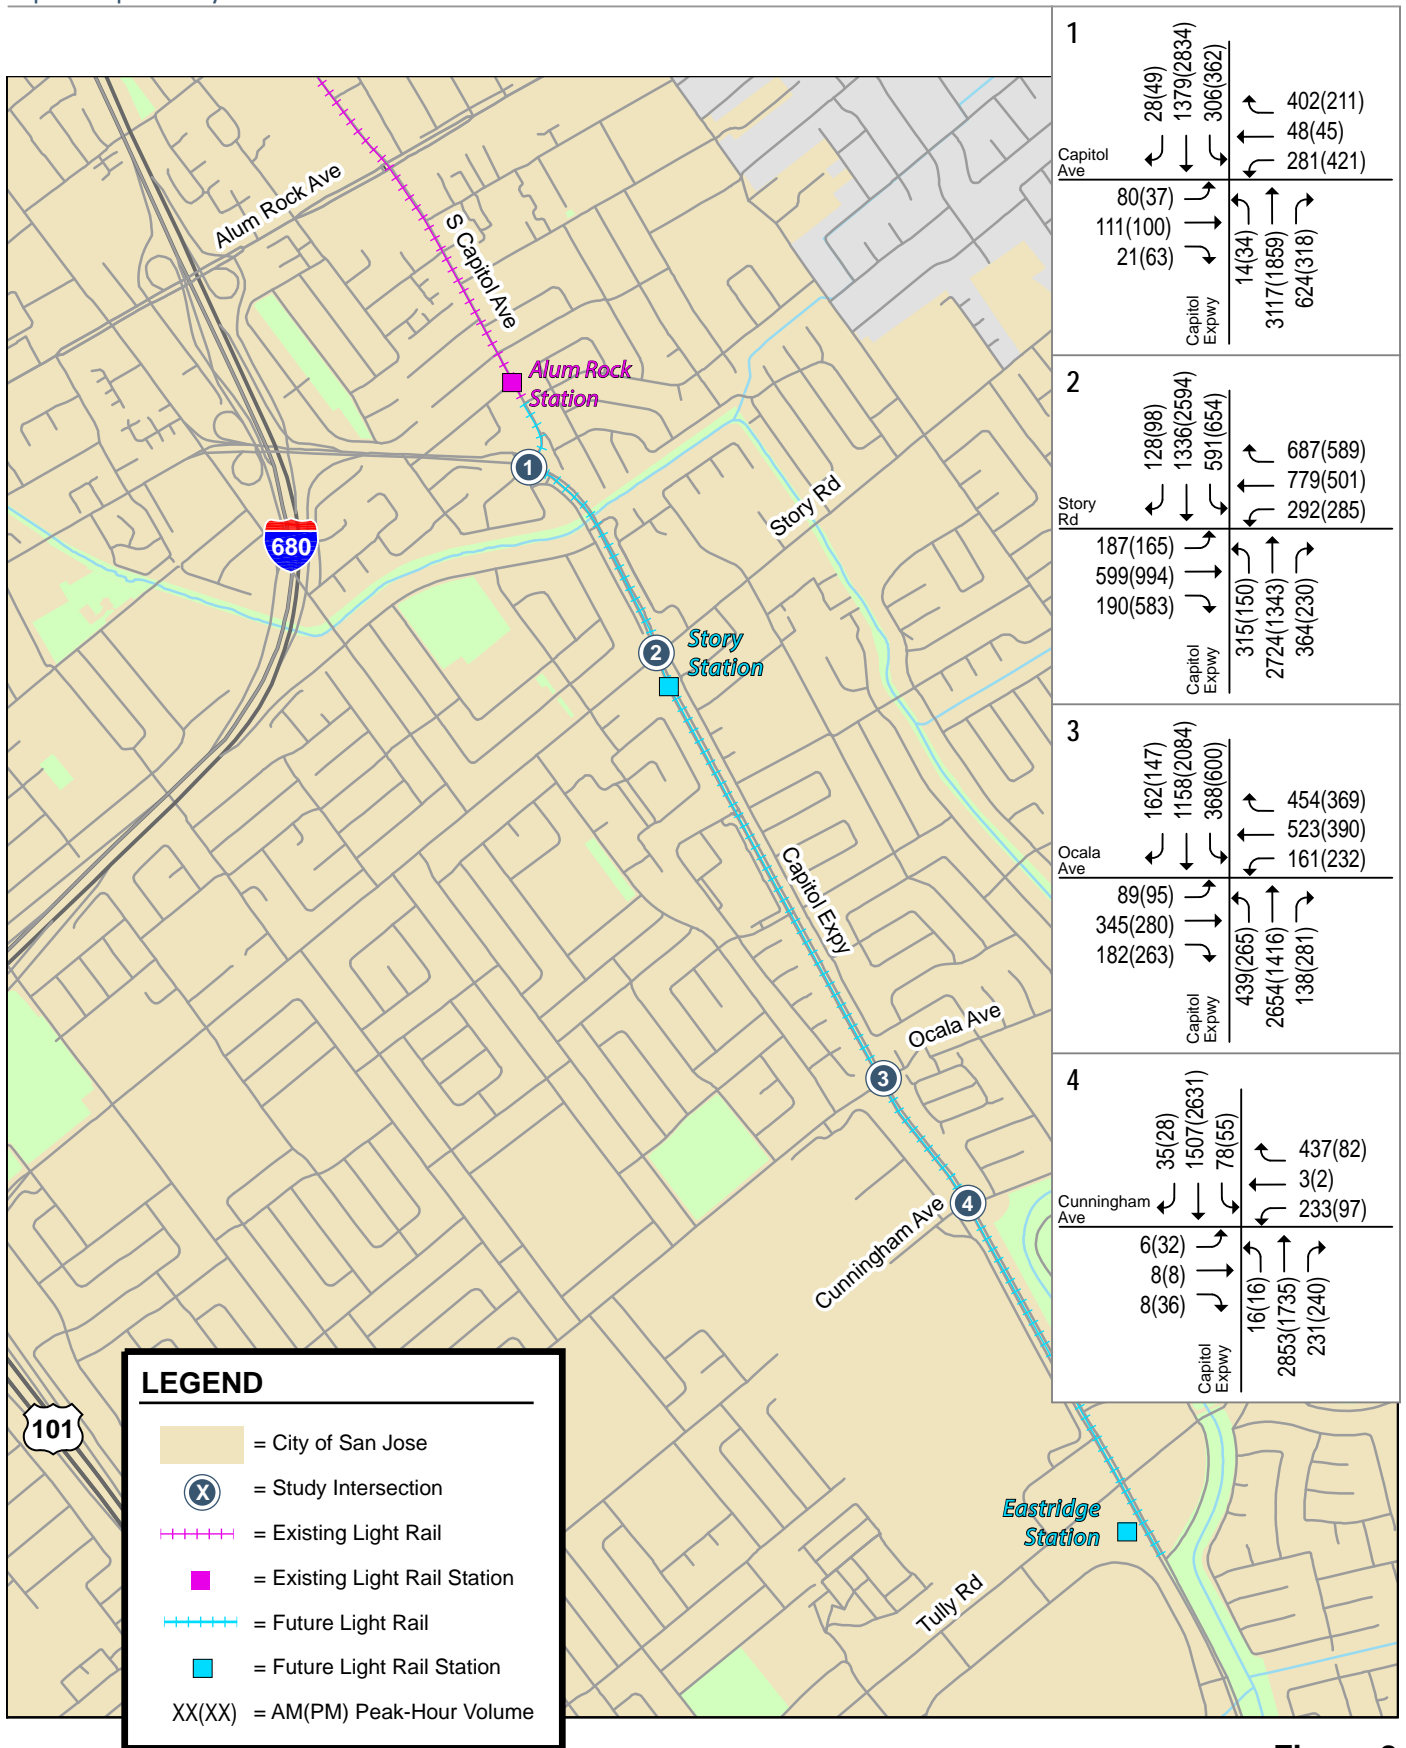 Alum Rock Ave
S Capitol Ave
Alum Rock
Station
1
680
Story Rd
2
Story
Station
Capitol Expy
Ocala Ave
3
4
Cunningham Ave
101
Eastridge
Station
Tully Rd
LEGEND
= City of San Jose
X = Study Intersection
= Existing Light Rail
= Existing Light Rail Station
= Future Light Rail
= Future Light Rail Station
XX(XX) = AM(PM) Peak-Hour Volume
1
28(49)
1379(2834)
306(362)
402(211)
48(45)
281(421)
Capitol
Ave
80(37)
111(100)
21(63)
14(34)
3117(1859)
624(318)
Capitol
Expwy
2
128(98)
1336(2594)
591(654)
687(589)
779(501)
292(285)
Story
Rd
187(165)
599(994)
190(583)
315(150)
2724(1343)
364(230)
Capitol
Expwy
3
162(147)
1158(2084)
368(600)
454(369)
523(390)
161(232)
Ocala
Ave
89(95)
345(280)
182(263)
439(265)
2654(1416)
138(281)
Capitol
Expwy
4
35(28)
1507(2631)
78(55)
437(82)
3(2)
233(97)
Cunningham
Ave
6(32)
8(8)
8(36)
16(16)
2853(1735)
231(240)
Capitol
Expwy